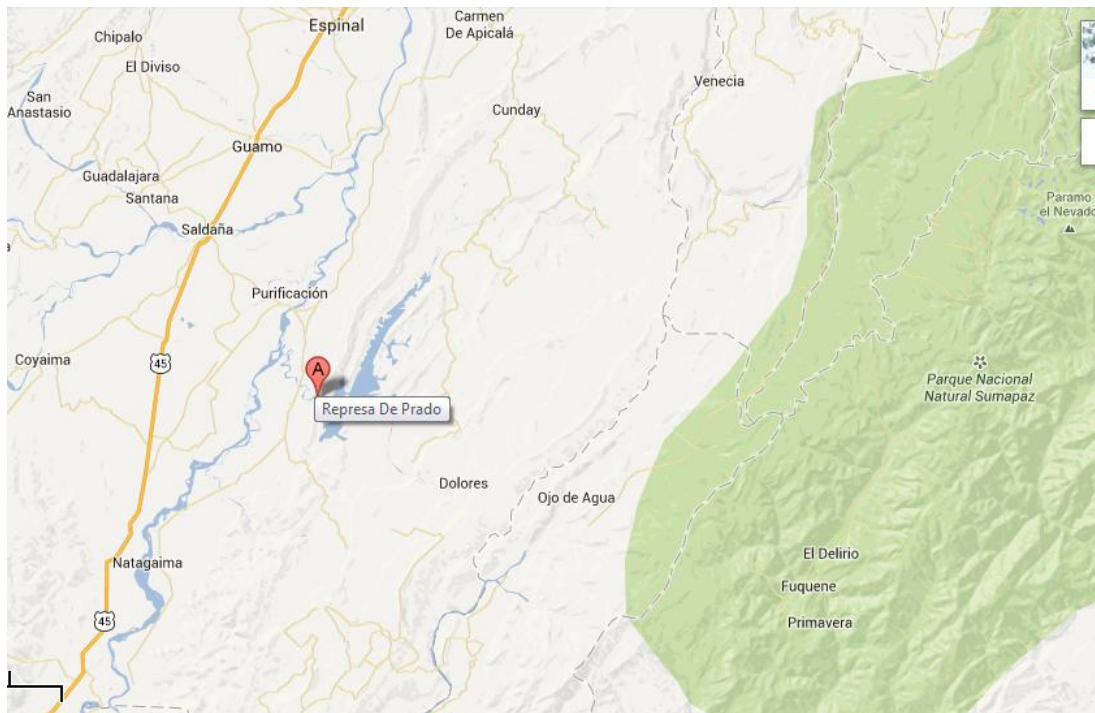 Carmen
De Apicalá
Espinal
Chipalo
El Diviso
Venecia
San
Anastasio
Cunday
Guamo
Guadalajara
Santana
Paramo
el Nevado
Saldaña
a
Purificación
Coyaima
45
A
Parque Nacional
Natural Sumapaz
Represa De Prado
Dolores
Ojo de Agua
El Delirio
Natagaima
Fuquene
45
Primavera